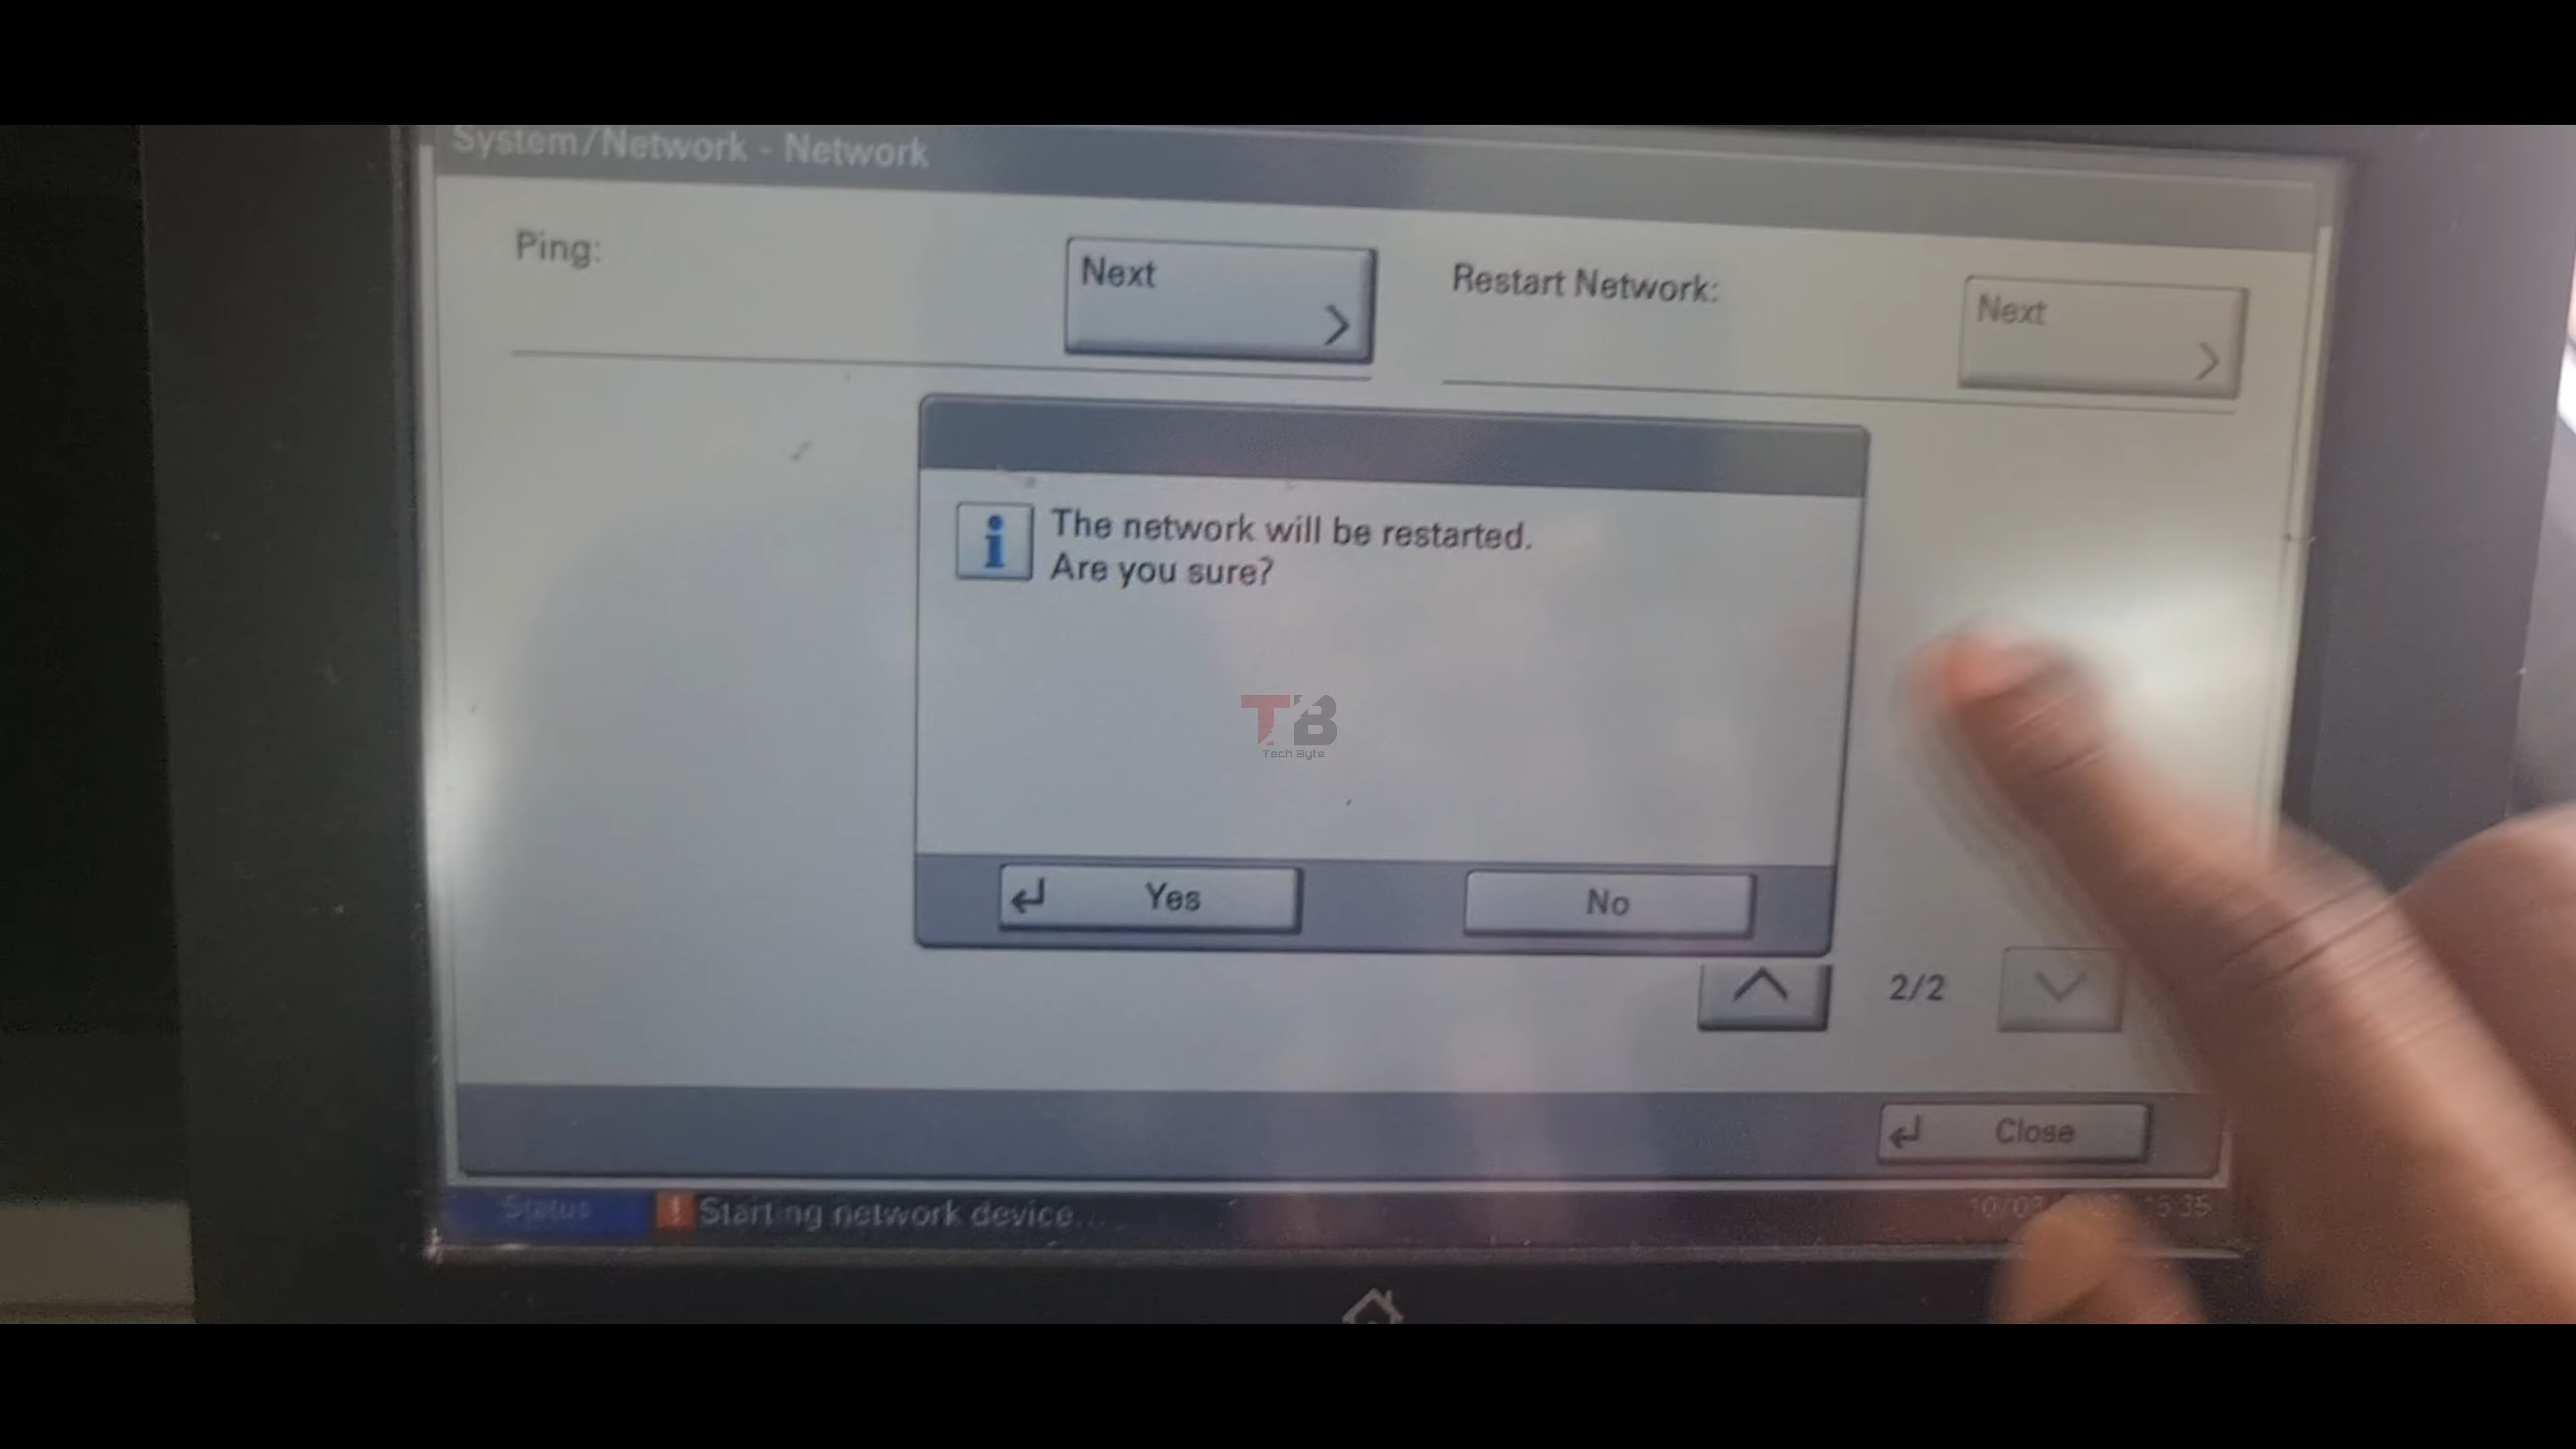 System/Network - Network
Ping:
Next
Restart Network:
Next
The network will be restarted.
Are you sure?
TB
Tech Byte
Yes
No
2/2
Close
Status
! Starting network device...